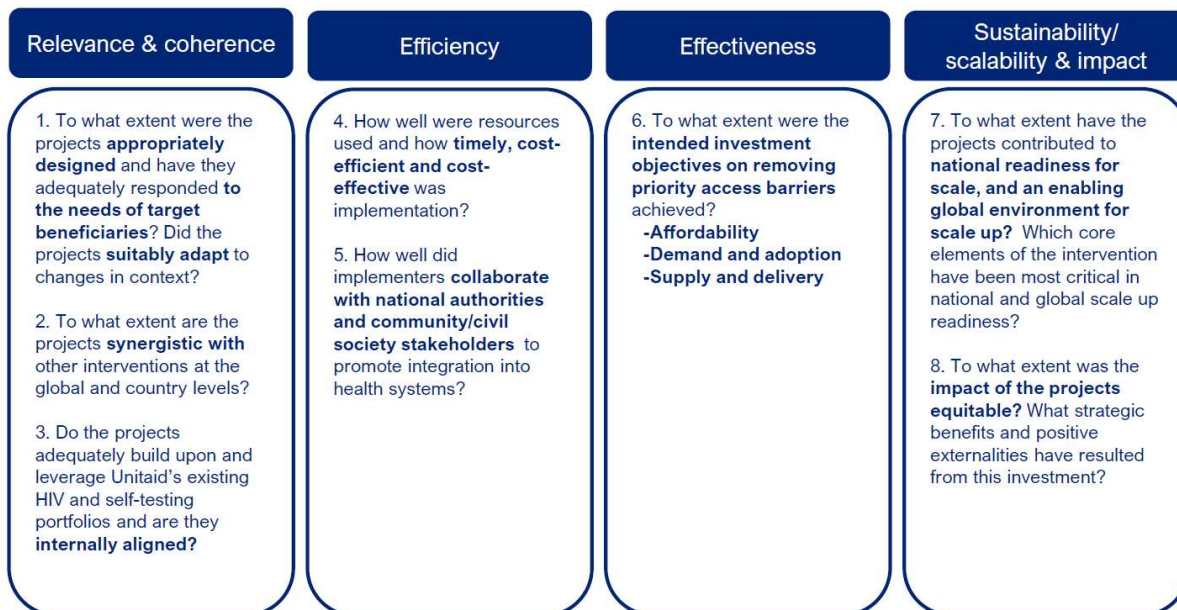 Relevance & coherence
1. To what extent were the
projects appropriately
designed and have they
adequately responded to
the needs of target
beneficiaries? Did the
projects suitably adapt to
changes in context?
2. To what extent are the
projects synergistic with
other interventions at the
global and country levels?
3. Do the projects
adequately build upon and
leverage Unitaid's existing
HIV and self-testing
portfolios and are they
internally aligned?
Efficiency
4. How well were resources
used and how timely, cost-
efficient and cost-
effective was
implementation?
5. How well did
implementers collaborate
with national authorities
and community/civil
society stakeholders to
promote integration into
health systems?
Effectiveness
6. To what extent were the
intended investment
objectives on removing
priority access barriers
achieved?
-Affordability
-Demand and adoption
-Supply and delivery
Sustainability/
scalability & impact
7. To what extent have the
projects contributed to
national readiness for
scale, and an enabling
global environment for
scale up? Which core
elements of the intervention
have been most critical in
national and global scale up
readiness?
8. To what extent was the
impact of the projects
equitable? What strategic
benefits and positive
externalities have resulted
from this investment?